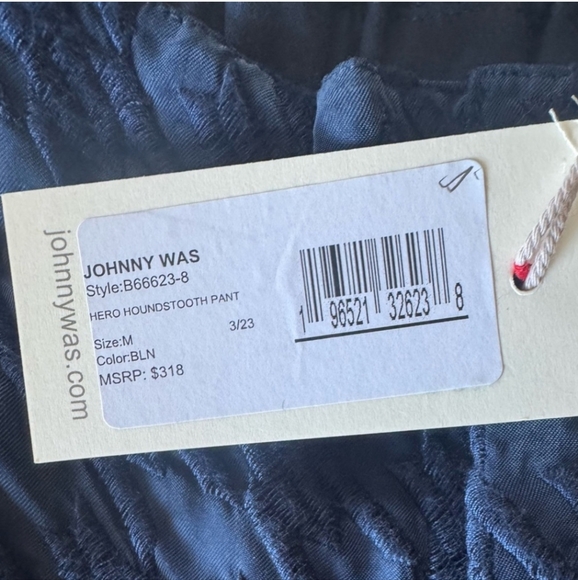 johnnywas.com
JOHNNY WAS
Style:B66623-8
HERO HOUNDSTOOTH PANT
3/23
Size:M
Color:BLN
MSRP: $318
1 96521 32623 8